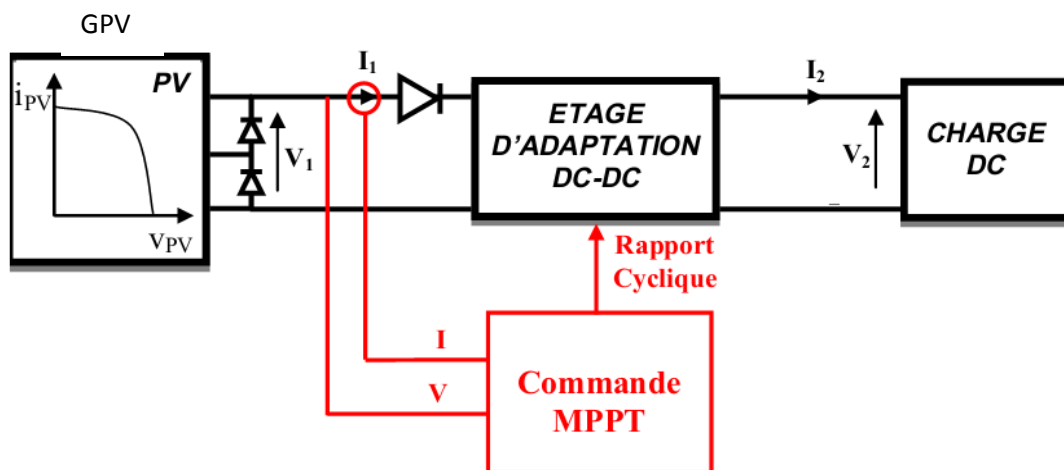 GPV
PV
iPV
vPV
V1
I1
ETAGE
D'ADAPTATION
DC-DC
I2
V2
CHARGE
DC
Rapport
Cyclique
I
V
Commande
MPPT